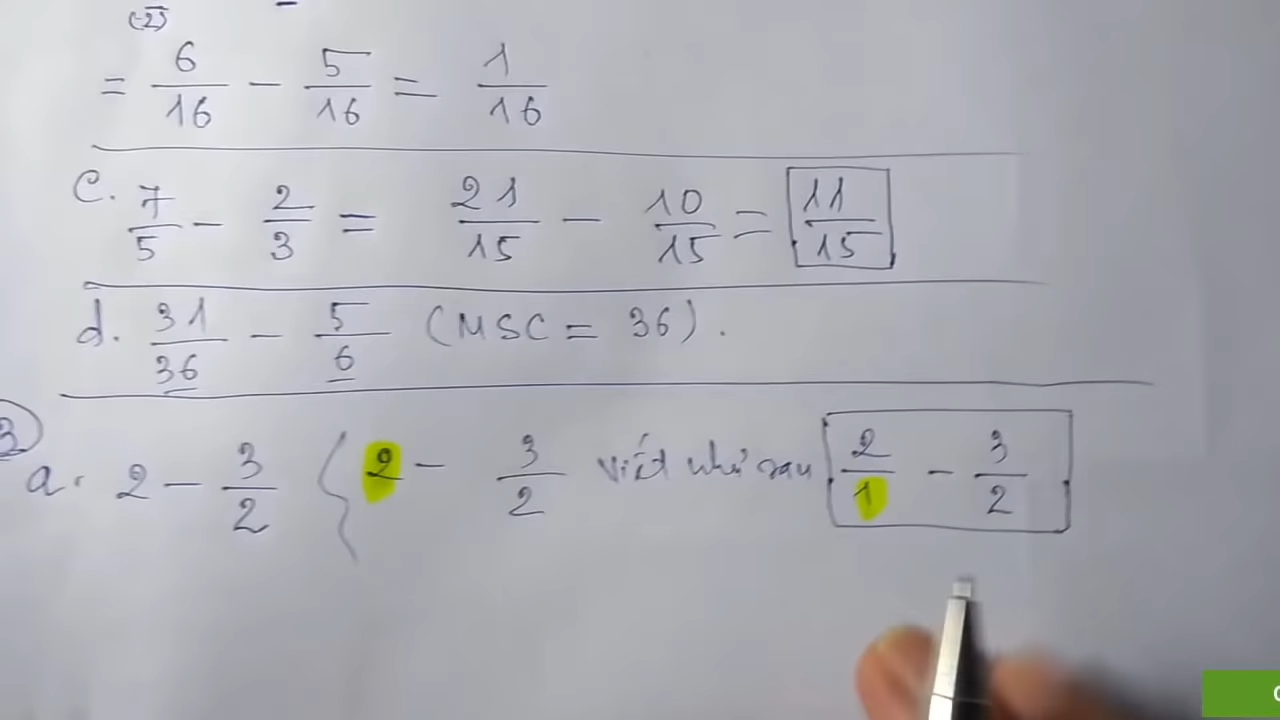 (-2)
= 6/16 - 5/16 = 1/16
c. 7/5 - 2/3 = 21/15 - 10/15 = 11/15
d. 31/36 - 5/6 (MSC = 36).
3
a. 2 - 3/2 { 2 - 3/2 viết như sau 2/1 - 3/2